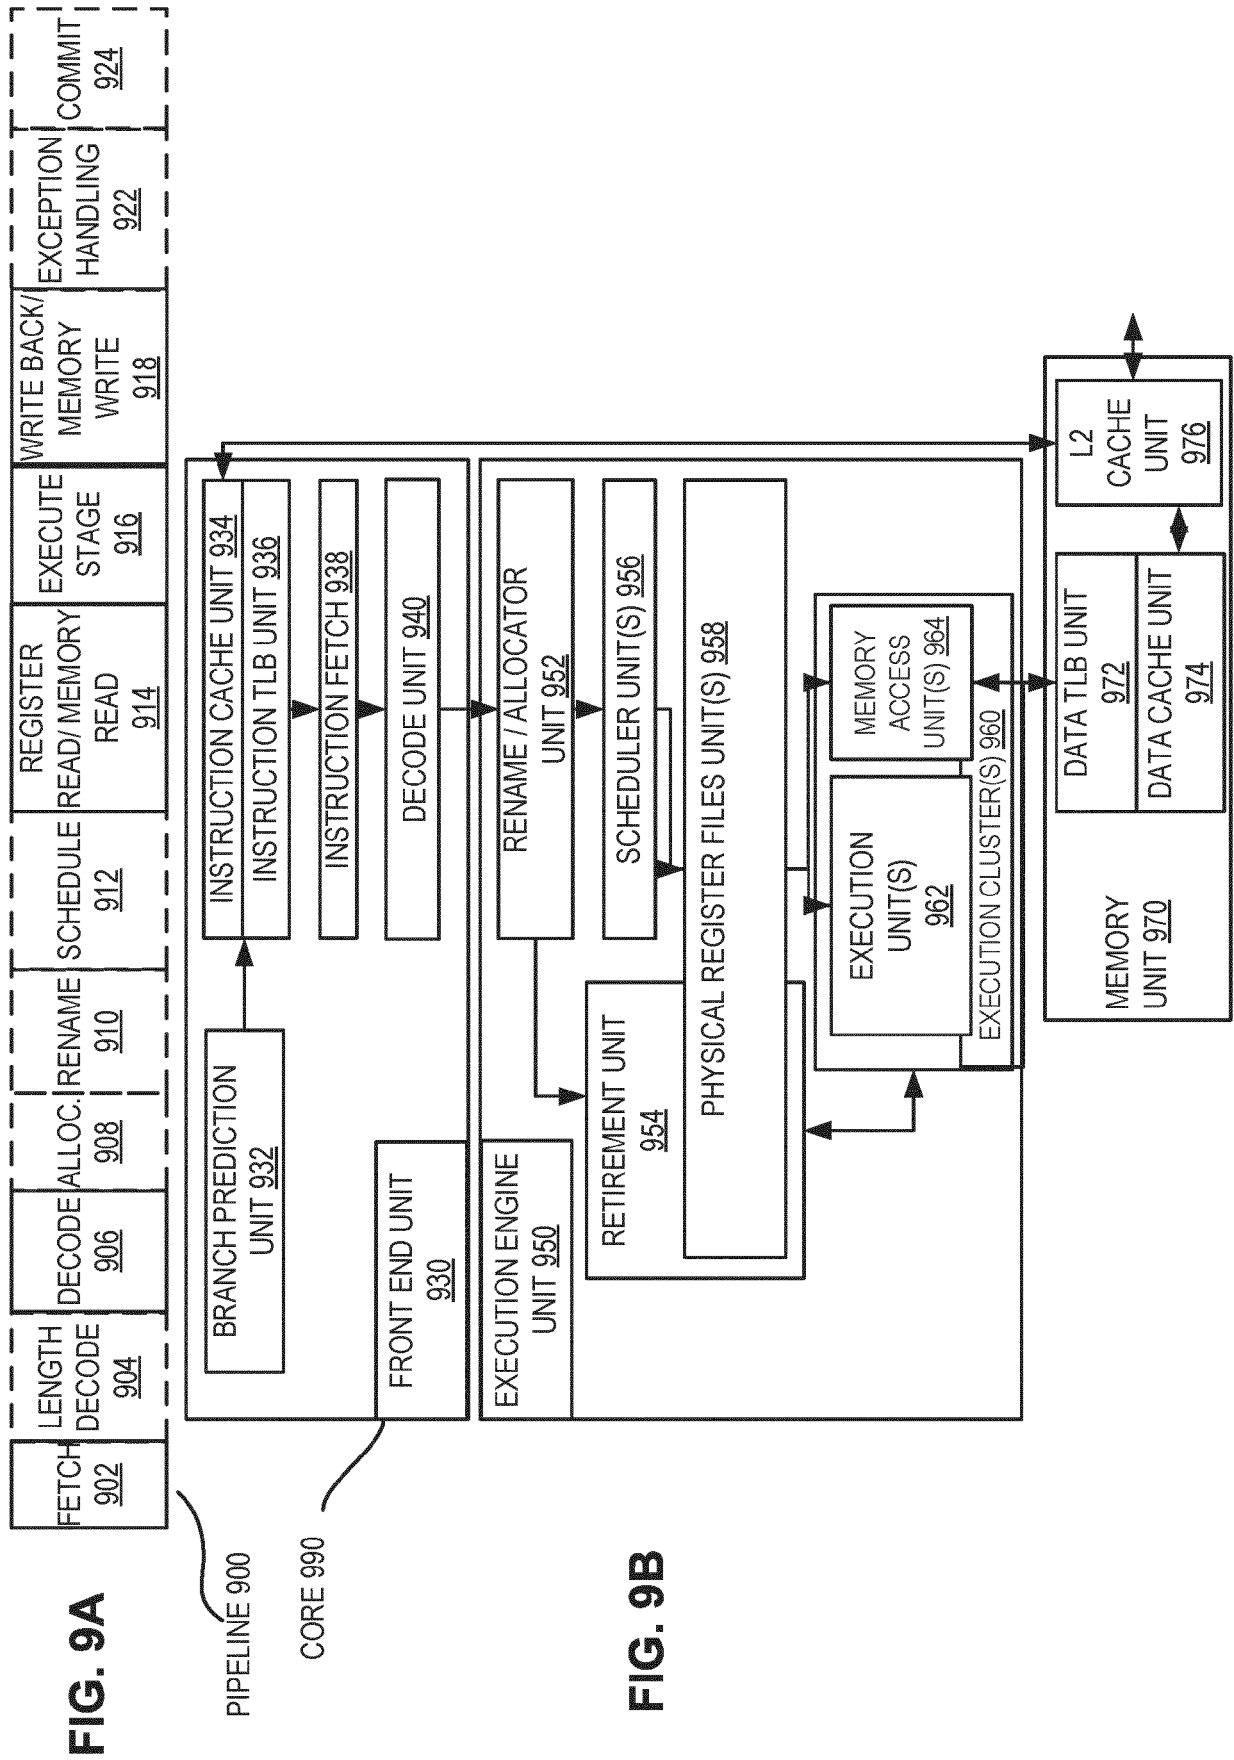 FIG. 9A
PIPELINE 900
FETCH
902
LENGTH
DECODE
904
DECODE
906
ALLOC.
908
RENAME
910
SCHEDULE
912
REGISTER
READ/ MEMORY
READ
914
EXECUTE
STAGE
916
WRITE BACK/
MEMORY
WRITE
918
EXCEPTION
HANDLING
922
COMMIT
924
FIG. 9B
CORE 990
FRONT END UNIT
930
BRANCH PREDICTION
UNIT 932
INSTRUCTION CACHE UNIT 934
INSTRUCTION TLB UNIT 936
INSTRUCTION FETCH 938
DECODE UNIT 940
EXECUTION ENGINE
UNIT 950
RENAME / ALLOCATOR
UNIT 952
RETIREMENT UNIT
954
SCHEDULER UNIT(S) 956
PHYSICAL REGISTER FILES UNIT(S) 958
EXECUTION
UNIT(S)
962
MEMORY
ACCESS
UNIT(S) 964
EXECUTION CLUSTER(S) 960
MEMORY
UNIT 970
DATA TLB UNIT
972
DATA CACHE UNIT
974
L2
CACHE
UNIT
976